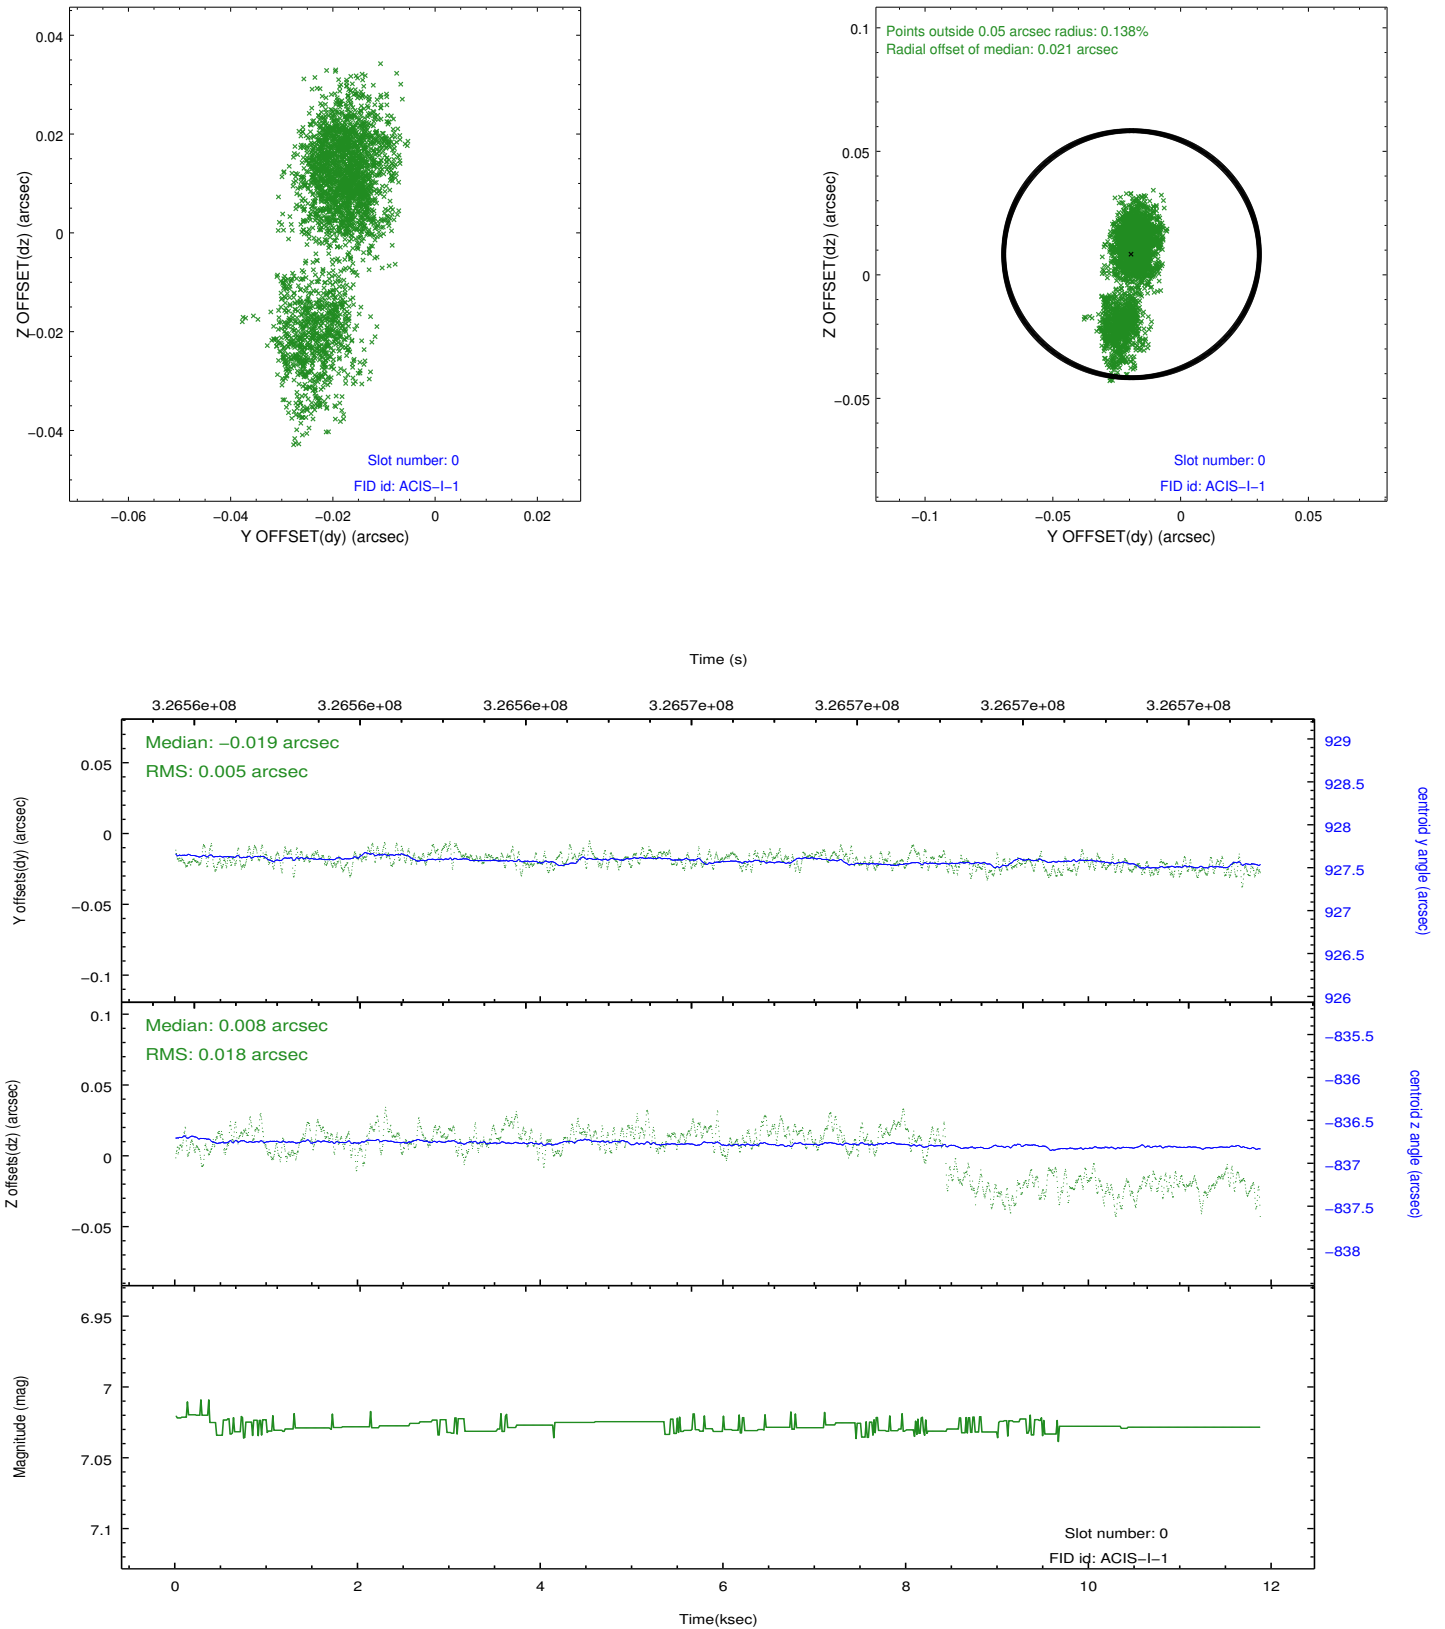 0.04
0.02
0
−0.02
−0.04
Z OFFSET(dz) (arcsec)
Slot number: 0
FID id: ACIS−I−1
−0.06
−0.04
−0.02
0
0.02
Y OFFSET(dy) (arcsec)
Points outside 0.05 arcsec radius: 0.138%
Radial offset of median: 0.021 arcsec
0.1
0.05
0
−0.05
Z OFFSET(dz) (arcsec)
Slot number: 0
FID id: ACIS−I−1
−0.1
−0.05
0
0.05
Y OFFSET(dy) (arcsec)
Time (s)
3.2656e+08
3.2656e+08
3.2656e+08
3.2657e+08
3.2657e+08
3.2657e+08
3.2657e+08
Median: −0.019 arcsec
RMS: 0.005 arcsec
0.05
0
−0.05
−0.1
Y offsets(dy) (arcsec)
929
928.5
928
927.5
927
926.5
926
centroid y angle (arcsec)
Median: 0.008 arcsec
RMS: 0.018 arcsec
0.1
0.05
0
−0.05
Z offsets(dz) (arcsec)
−835.5
−836
−836.5
−837
−837.5
−838
centroid z angle (arcsec)
6.95
7
7.05
7.1
Magnitude (mag)
Slot number: 0
FID id: ACIS−I−1
0
2
4
6
8
10
12
Time(ksec)